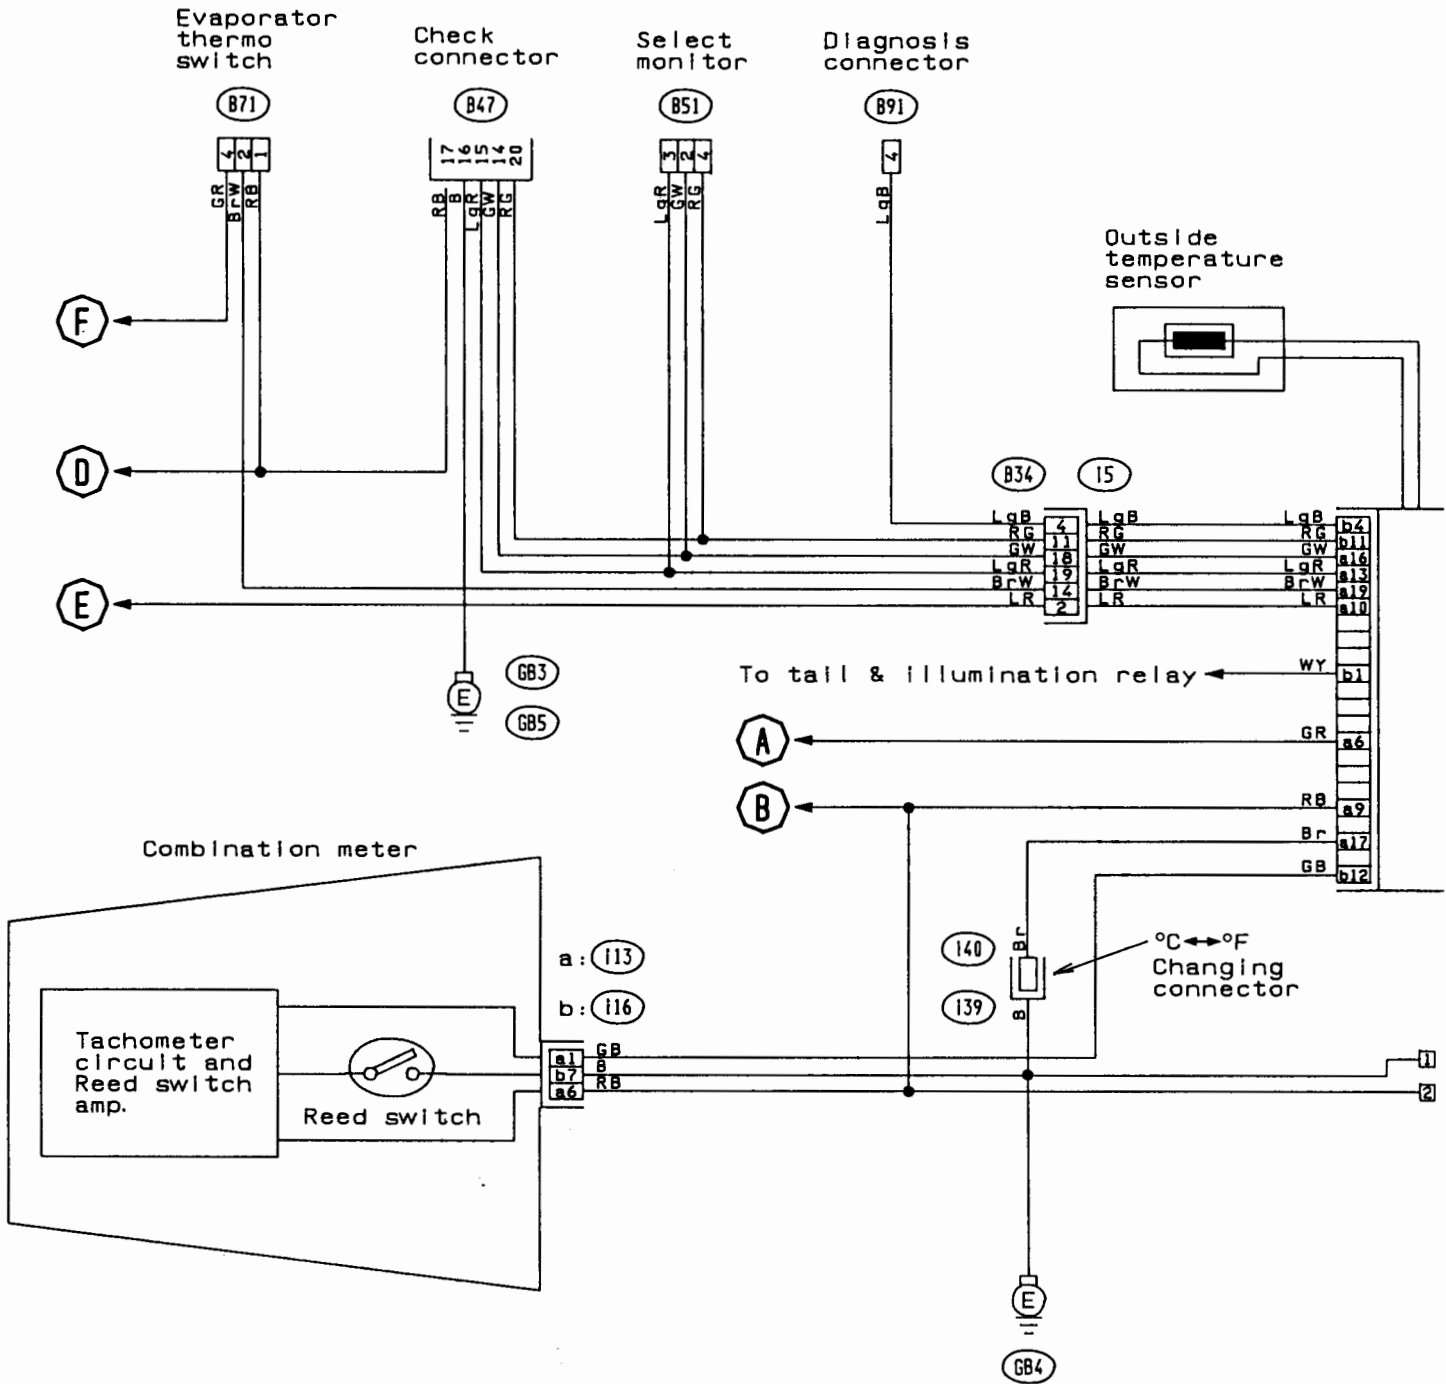 Evaporator
thermo
switch
Check
connector
Select
monitor
Diagnosis
connector
B71
B47
B51
B91
4 2 1
17 16 15 14 20
3 2 4
4
GR BrW RB
RB B LgR GW RG
LgR GW RG
LgB
Outside
temperature
sensor
F
D
B34 i5
LgB 4 LgB LgB b4
RG 11 RG RG b11
GW 18 GW GW a16
LgR 19 LgR LgR a13
BrW 14 BrW BrW a19
E
LR 2 LR LR a10
GB3
E
GB5
To tail & illumination relay WY b1
A GR a6
B RB a9
Br a17
GB b12
Combination meter
a: i13
b: i16
i40 Br
i39 B
°C↔°F
Changing
connector
Tachometer
circuit and
Reed switch
amp.
Reed switch
a1 GB
b7 B
a6 RB
1
2
E
GB4